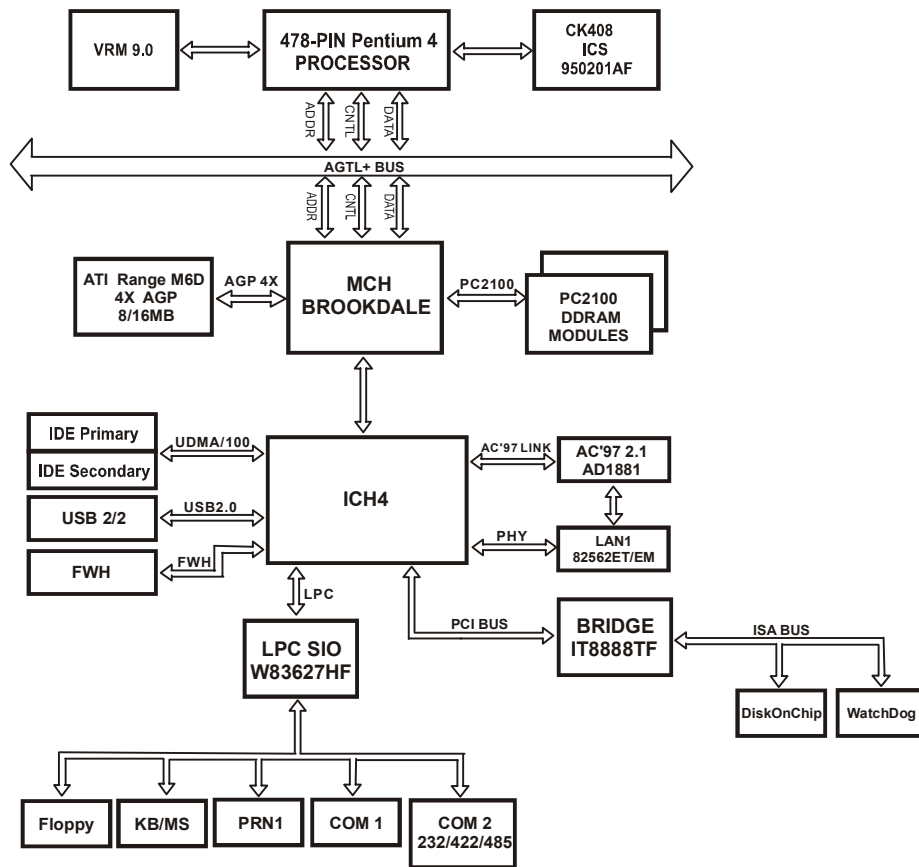 VRM 9.0
478-PIN Pentium 4
PROCESSOR
CK408
ICS
950201AF
ADDR
CNTL
DATA
AGTL+ BUS
ADDR
CNTL
DATA
ATI Range M6D
4X AGP
8/16MB
AGP 4X
MCH
BROOKDALE
PC2100
PC2100
DDRAM
MODULES
IDE Primary
IDE Secondary
UDMA/100
USB 2/2
USB2.0
FWH
FWH
ICH4
AC'97 LINK
AC'97 2.1
AD1881
PHY
LAN1
82562ET/EM
LPC
PCI BUS
LPC SIO
W83627HF
BRIDGE
IT8888TF
ISA BUS
DiskOnChip
WatchDog
Floppy
KB/MS
PRN1
COM 1
COM 2
232/422/485